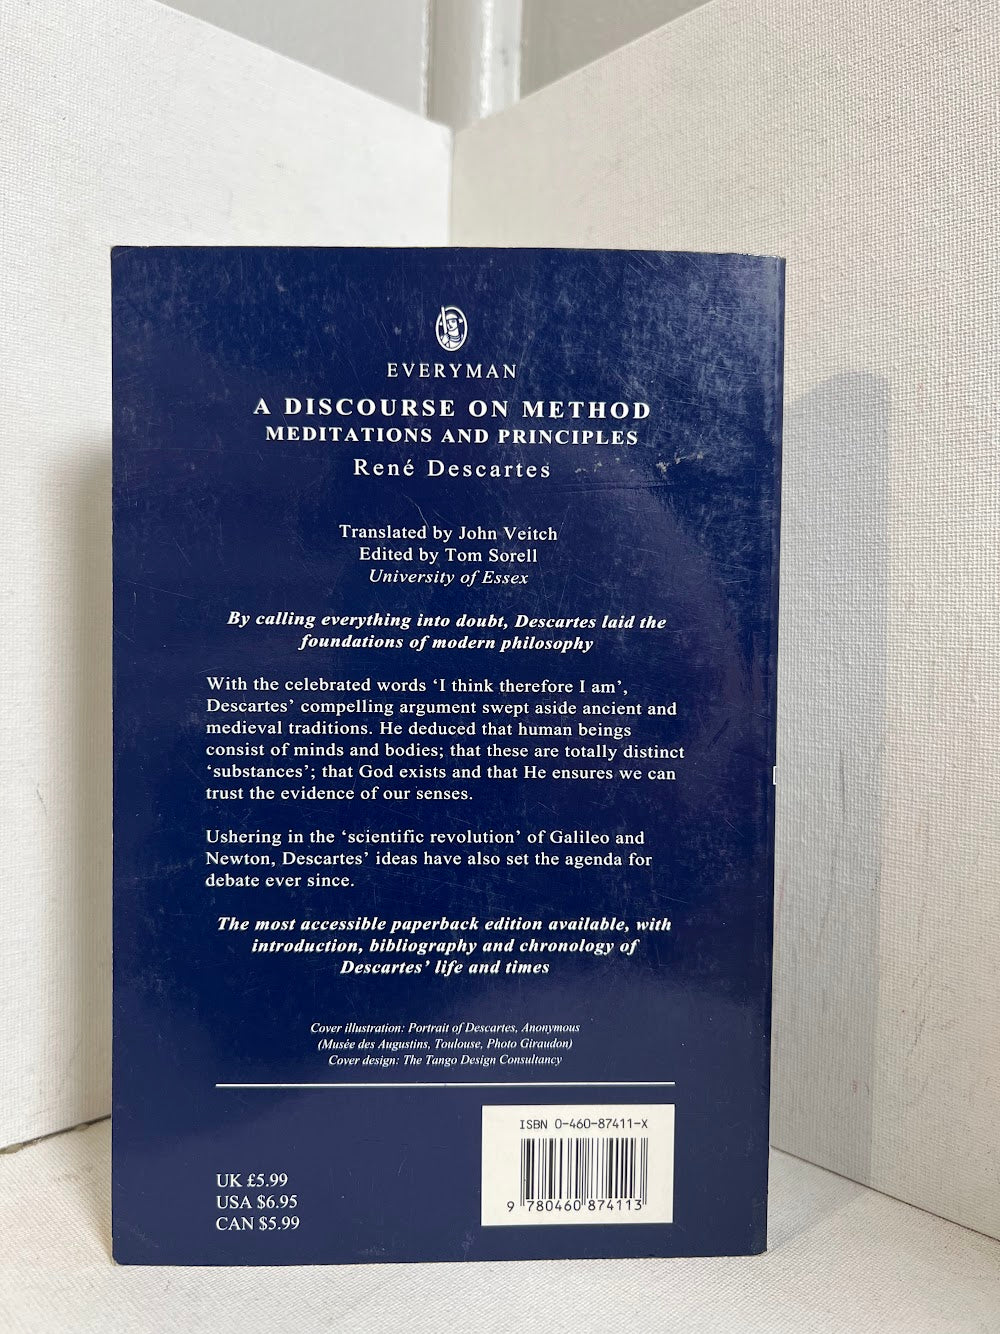 EVERYMAN
A DISCOURSE ON METHOD
MEDITATIONS AND PRINCIPLES
René Descartes
Translated by John Veitch
Edited by Tom Sorell
University of Essex
By calling everything into doubt, Descartes laid the
foundations of modern philosophy
With the celebrated words ‘I think therefore I am’,
Descartes’ compelling argument swept aside ancient and
medieval traditions. He deduced that human beings
consist of minds and bodies; that these are totally distinct
‘substances’; that God exists and that He ensures we can
trust the evidence of our senses.
Ushering in the ‘scientific revolution’ of Galileo and
Newton, Descartes’ ideas have also set the agenda for
debate ever since.
The most accessible paperback edition available, with
introduction, bibliography and chronology of
Descartes’ life and times
Cover illustration: Portrait of Descartes, Anonymous
(Musée des Augustins, Toulouse, Photo Giraudon)
Cover design: The Tango Design Consultancy
UK £5.99
USA $6.95
CAN $5.99
ISBN 0-460-87411-X
9 780460 874113